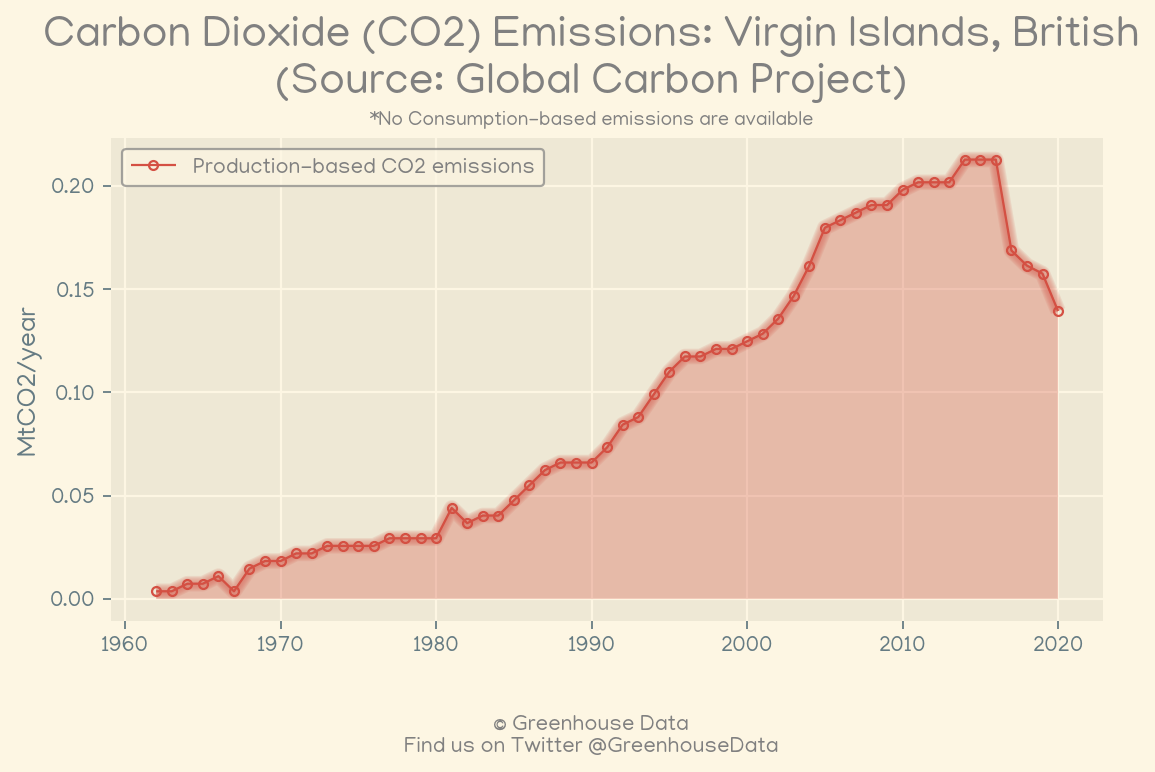 Carbon Dioxide (CO2) Emissions: Virgin Islands, British
(Source: Global Carbon Project)
*No Consumption-based emissions are available
Production-based CO2 emissions
MtCO2/year
0.20
0.15
0.10
0.05
0.00
1960 1970 1980 1990 2000 2010 2020
© Greenhouse Data
Find us on Twitter @GreenhouseData